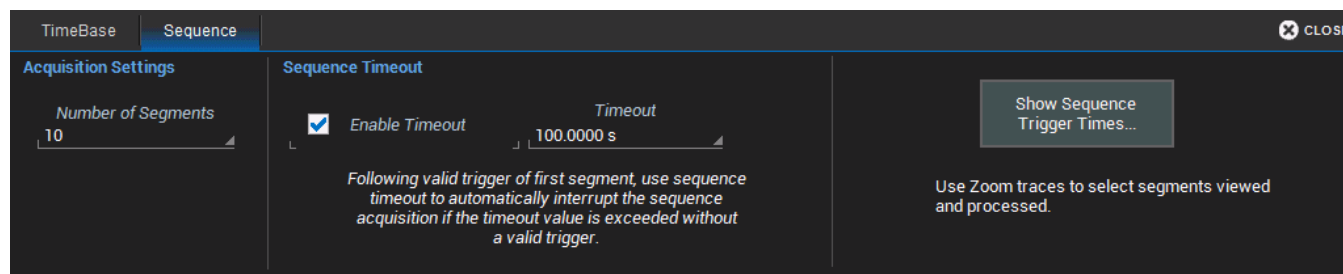 TimeBase
Sequence
CLOSE
Acquisition Settings
Number of Segments
10
Sequence Timeout
Enable Timeout
Timeout
100.0000 s
Following valid trigger of first segment, use sequence
timeout to automatically interrupt the sequence
acquisition if the timeout value is exceeded without
a valid trigger.
Show Sequence
Trigger Times...
Use Zoom traces to select segments viewed
and processed.